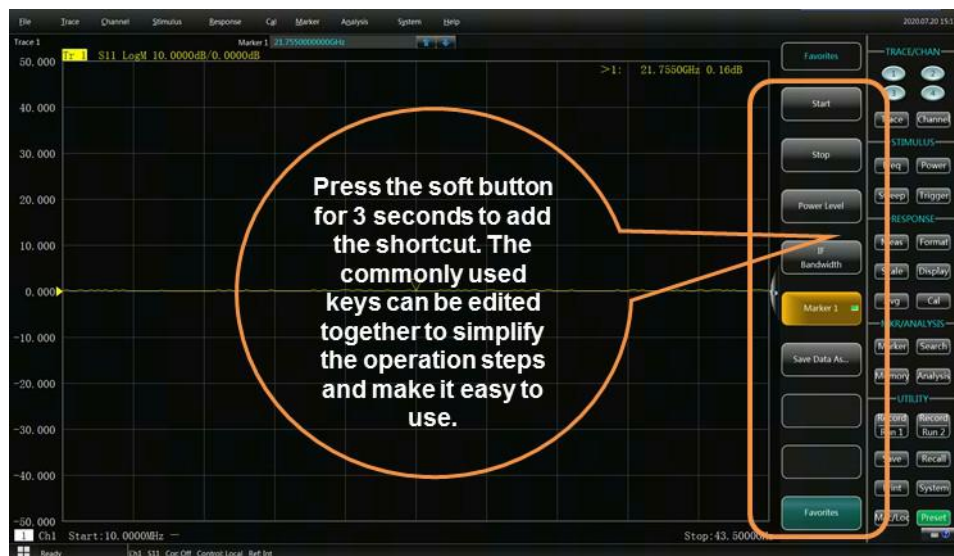 File Trace Channel Stimulus Response Cal Marker Analysis System Help
2020.07.20 15:1
Trace 1
Marker 1 21.7550000000GHz
Tr 1 S11 LogM 10.0000dB/0.0000dB
>1: 21.7550GHz 0.16dB
50.000
40.000
30.000
20.000
10.000
0.000
-10.000
-20.000
-30.000
-40.000
-50.000
Press the soft button
for 3 seconds to add
the shortcut. The
commonly used
keys can be edited
together to simplify
the operation steps
and make it easy to
use.
Favorites
Start
Stop
Power Level
IF
Bandwidth
Marker 1
Save Data As...
Favorites
TRACE/CHAN
1 2
3 4
Trace Channel
STIMULUS
Freq Power
Sweep Trigger
RESPONSE
Meas Format
Scale Display
Avg Cal
MKR/ANALYSIS
Marker Search
Memory Analysis
UTILITY
Record Record
Run 1 Run 2
Save Recall
Print System
Preset
1 Ch1 Start:10.0000MHz
Stop:43.5000
Ready Ch1 S11 Cor Off Control: Local Ref: Int